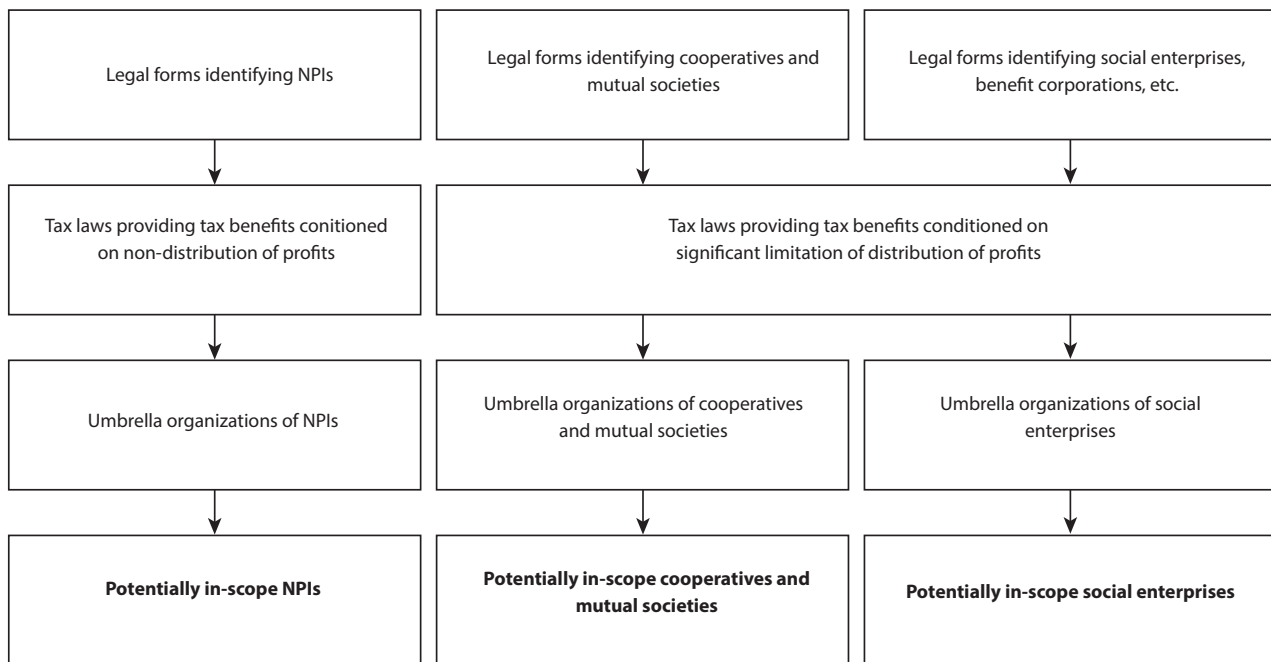 Legal forms identifying NPIs
Legal forms identifying cooperatives and
mutual societies
Legal forms identifying social enterprises,
benefit corporations, etc.
Tax laws providing tax benefits conitioned
on non-distribution of profits
Tax laws providing tax benefits conditioned on
significant limitation of distribution of profits
Umbrella organizations of NPIs
Umbrella organizations of cooperatives
and mutual societies
Umbrella organizations of social
enterprises
Potentially in-scope NPIs
Potentially in-scope cooperatives and
mutual societies
Potentially in-scope social enterprises